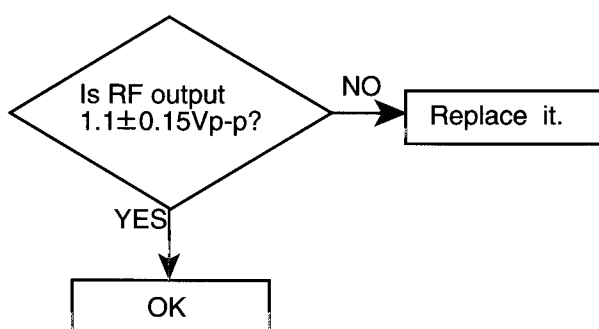 Is RF output
1.1±0.15Vp-p?
NO
Replace it.
YES
OK